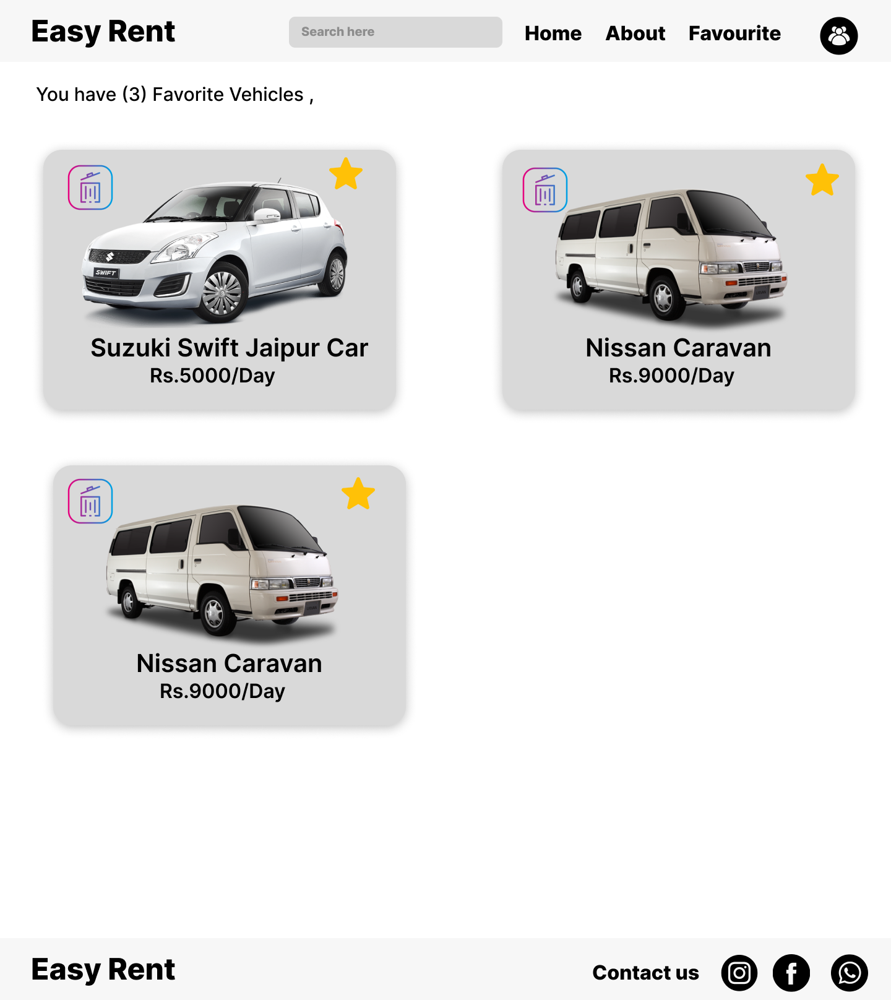 Easy Rent
Search here
Home
About
Favourite
You have (3) Favorite Vehicles ,
SWIFT
Suzuki Swift Jaipur Car
Rs.5000/Day
Nissan Caravan
Rs.9000/Day
Nissan Caravan
Rs.9000/Day
Easy Rent
Contact us